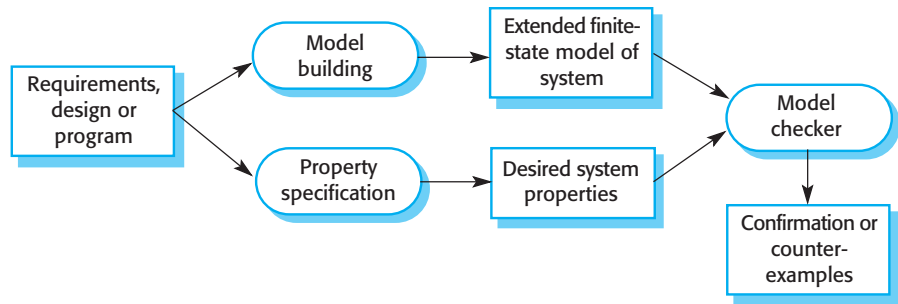 Requirements,
design or
program
Model
building
Extended finite-
state model of
system
Property
specification
Desired system
properties
Model
checker
Confirmation or
counter-
examples